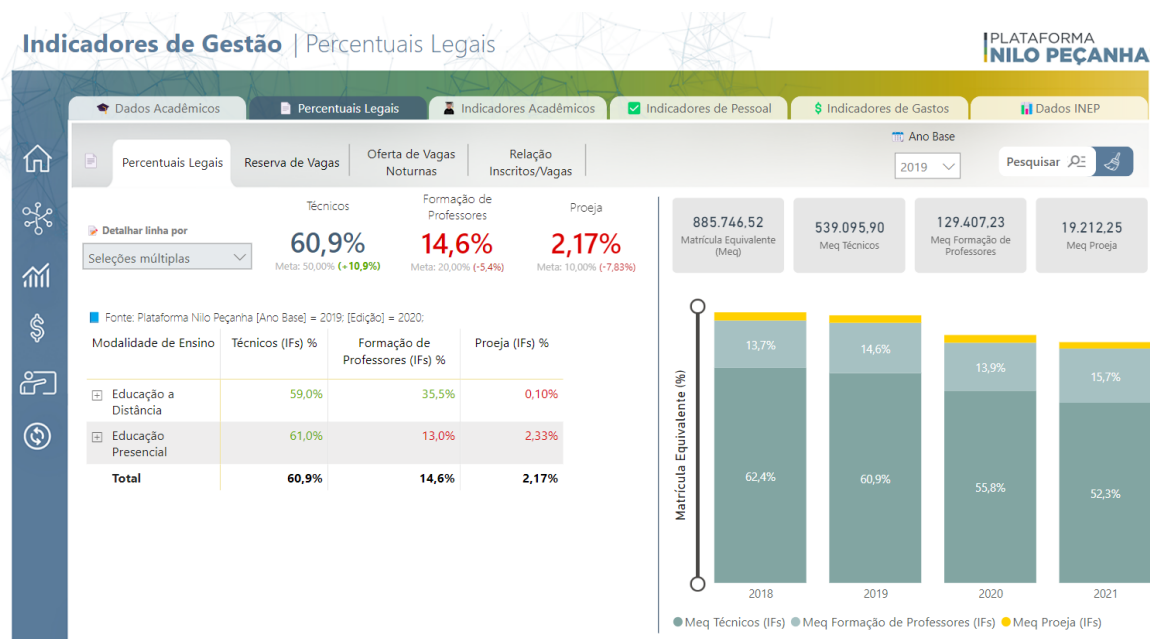 Indicadores de Gestão | Percentuais Legais
PLATAFORMA
NILO PEÇANHA
Dados Acadêmicos
Percentuais Legais
Indicadores Acadêmicos
Indicadores de Pessoal
Indicadores de Gastos
Dados INEP
Percentuais Legais
Reserva de Vagas
Oferta de Vagas
Noturnas
Relação
Inscritos/Vagas
Ano Base
2019
Pesquisar
Detalhar linha por
Seleções múltiplas
Técnicos
60,9%
Meta: 50,00% (+10,9%)
Formação de
Professores
14,6%
Meta: 20,00% (-5,4%)
Proeja
2,17%
Meta: 10,00% (-7,83%)
885.746,52
Matrícula Equivalente
(Meq)
539.095,90
Meq Técnicos
129.407,23
Meq Formação de
Professores
19.212,25
Meq Proeja
Fonte: Plataforma Nilo Peçanha [Ano Base] = 2019; [Edição] = 2020;
Modalidade de Ensino Técnicos (IFs) % Formação de
Professores (IFs) % Proeja (IFs) %
Educação a
Distância 59,0% 35,5% 0,10%
Educação
Presencial 61,0% 13,0% 2,33%
Total 60,9% 14,6% 2,17%
Matrícula Equivalente (%)
13,7% 14,6% 13,9% 15,7%
62,4% 60,9% 55,8% 52,3%
2018 2019 2020 2021
Meq Técnicos (IFs) Meq Formação de Professores (IFs) Meq Proeja (IFs)